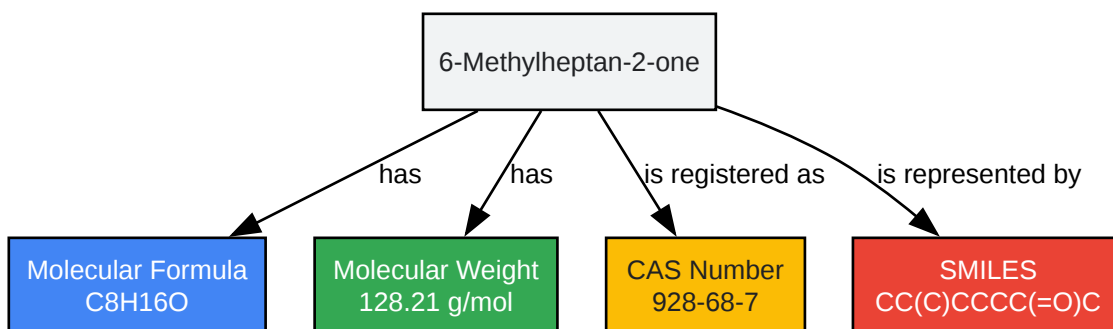 6-Methylheptan-2-one
has
has
is registered as
is represented by
Molecular Formula
C8H16O
Molecular Weight
128.21 g/mol
CAS Number
928-68-7
SMILES
CC(C)CCCC(=O)C